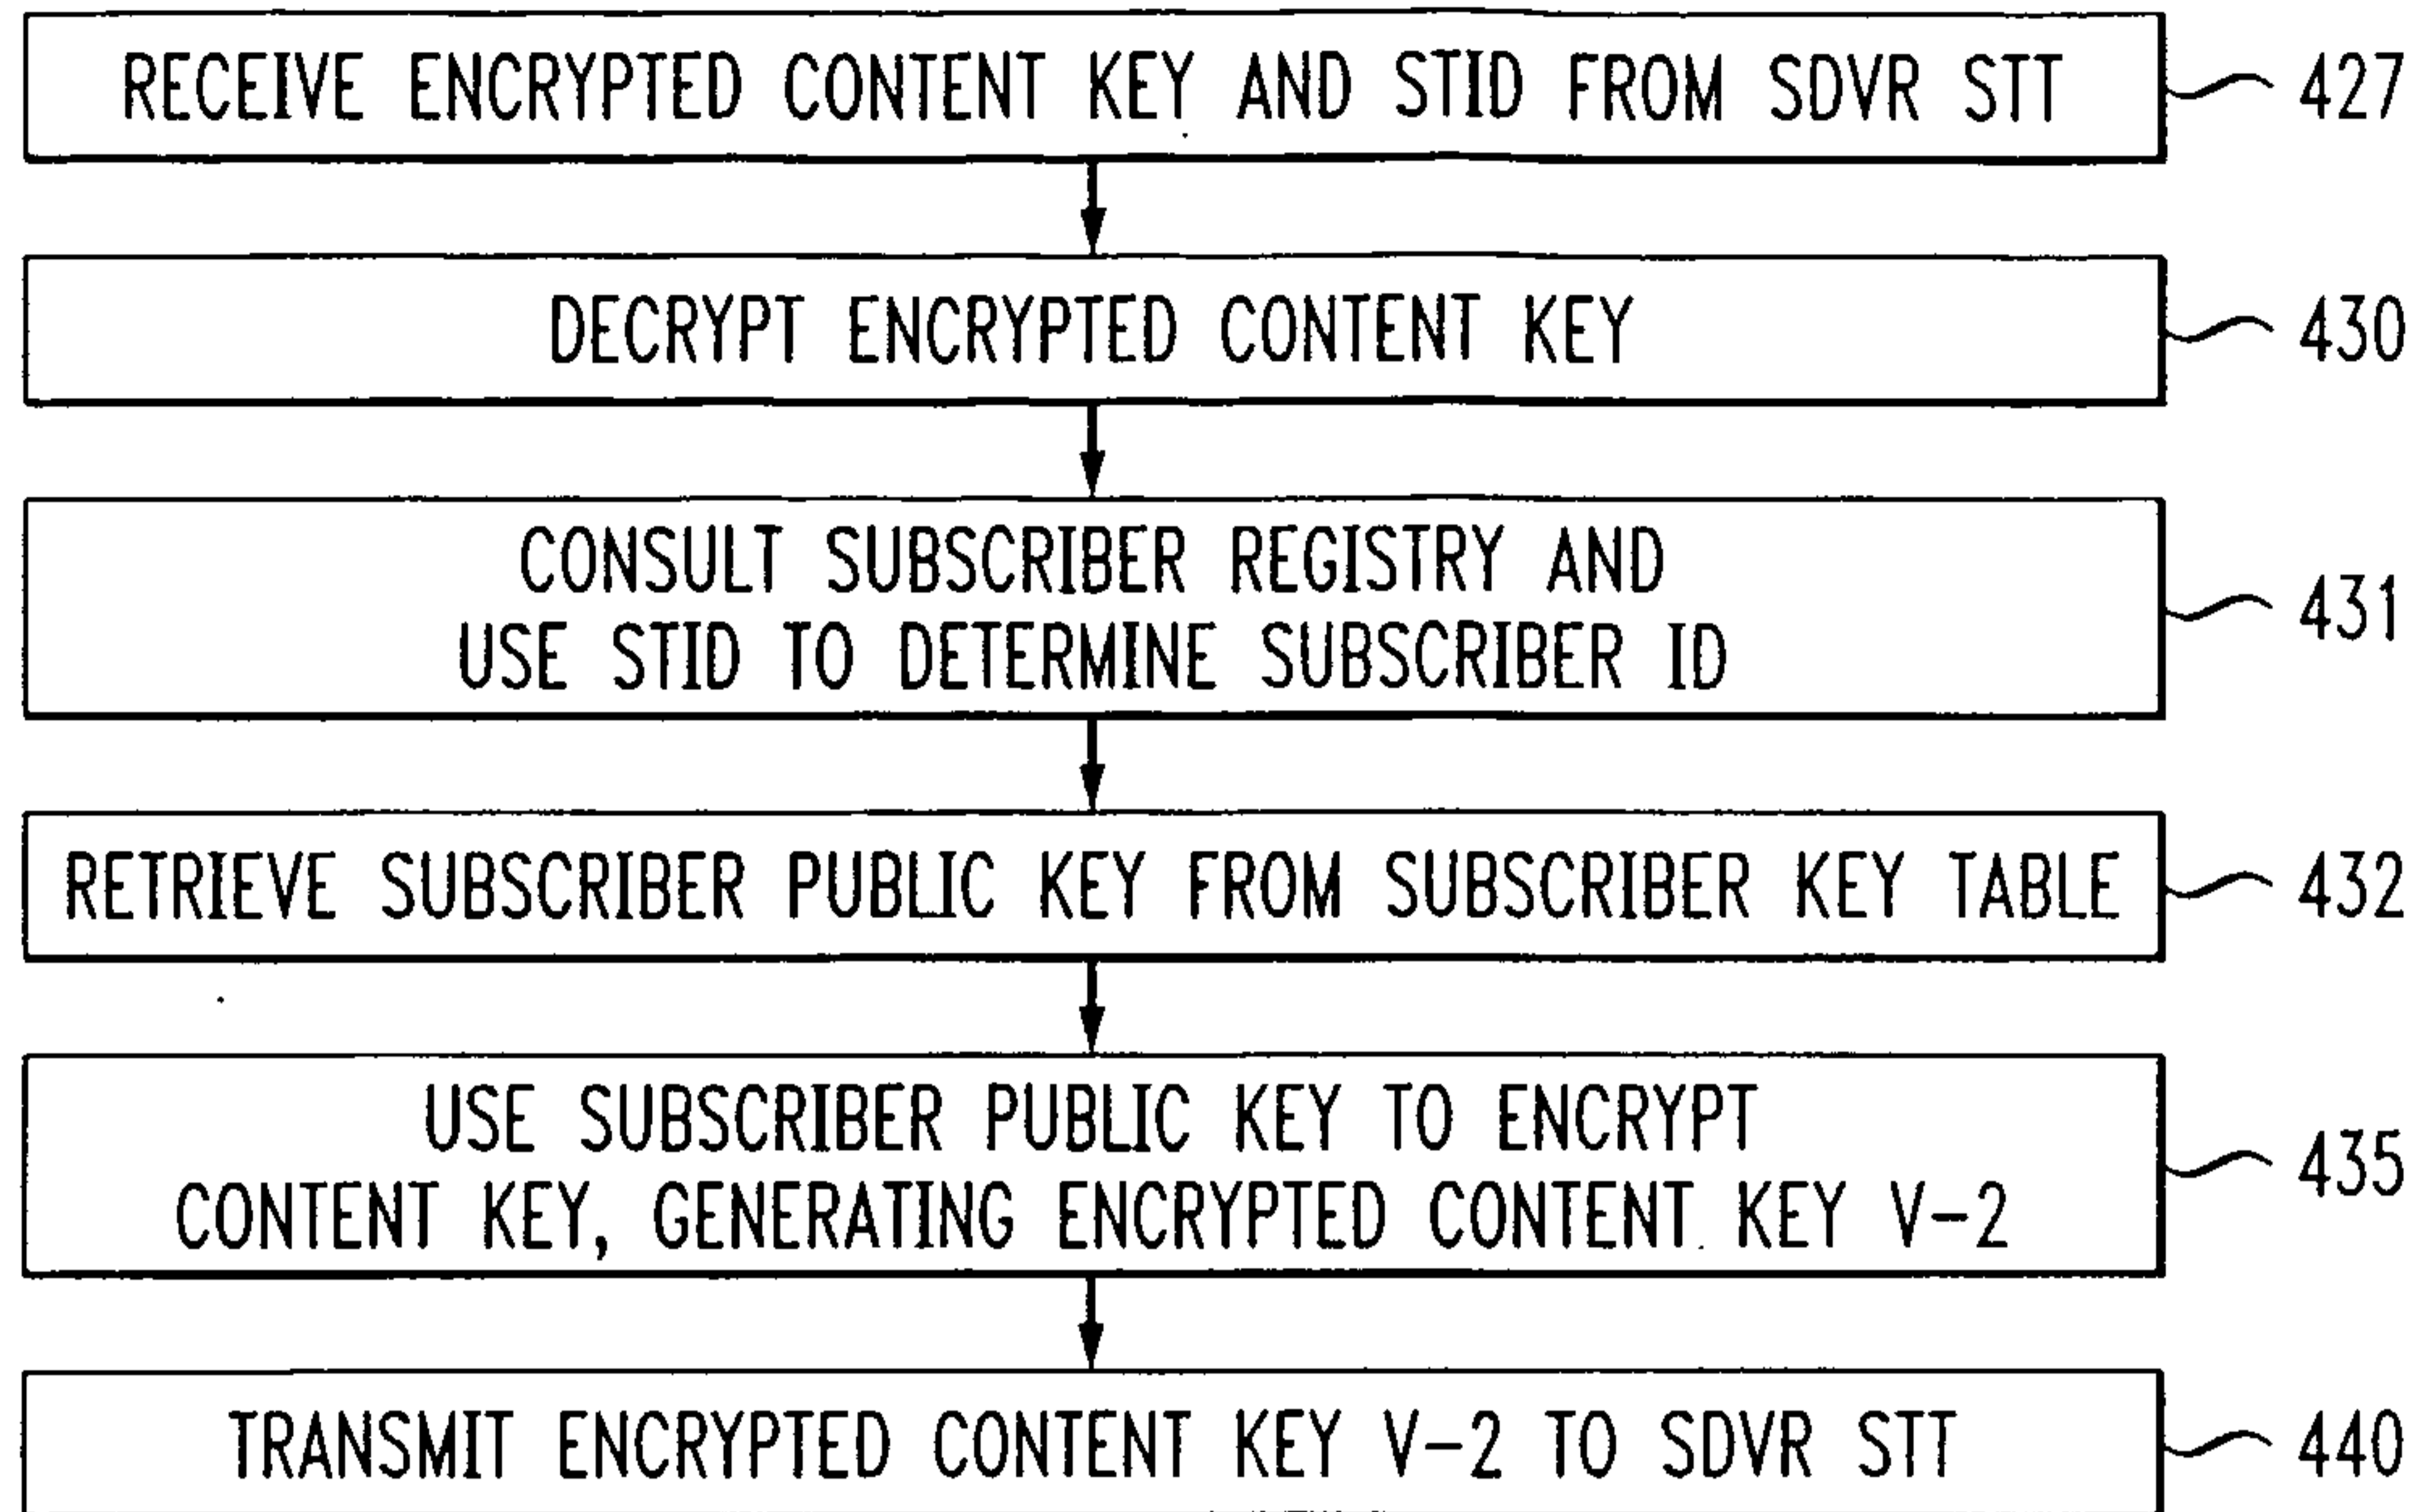 RECEIVE ENCRYPTED CONTENT KEY AND STID FROM SDVR STT
427
DECRYPT ENCRYPTED CONTENT KEY
430
CONSULT SUBSCRIBER REGISTRY AND
USE STID TO DETERMINE SUBSCRIBER ID
431
RETRIEVE SUBSCRIBER PUBLIC KEY FROM SUBSCRIBER KEY TABLE
432
USE SUBSCRIBER PUBLIC KEY TO ENCRYPT
CONTENT KEY, GENERATING ENCRYPTED CONTENT KEY V-2
435
TRANSMIT ENCRYPTED CONTENT KEY V-2 TO SDVR STT
440